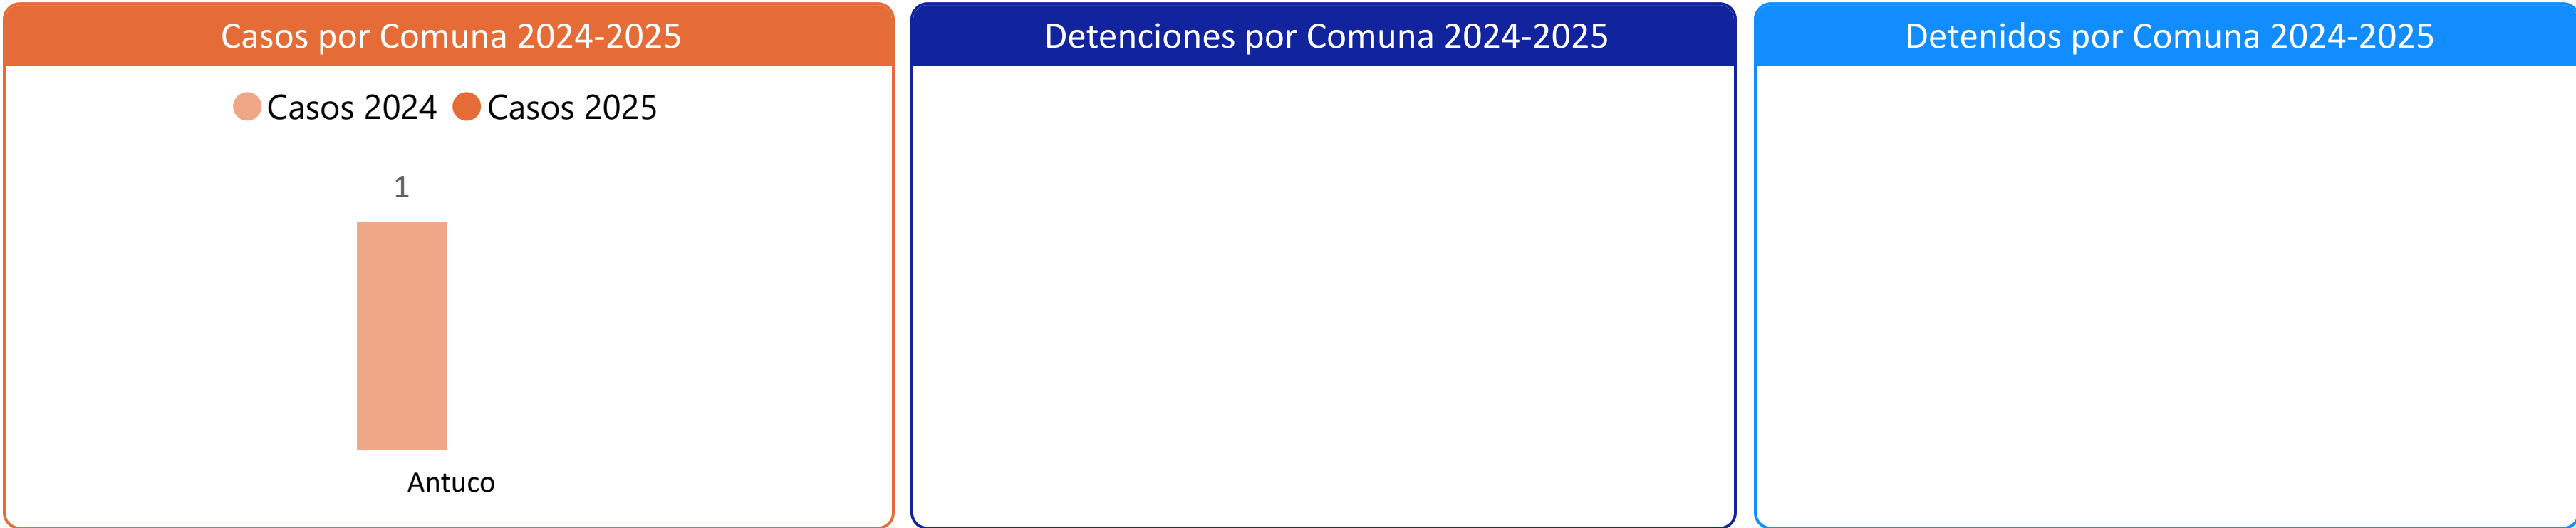 Casos por Comuna 2024-2025
Casos 2024 Casos 2025
1
Antuco
Detenciones por Comuna 2024-2025
Detenidos por Comuna 2024-2025